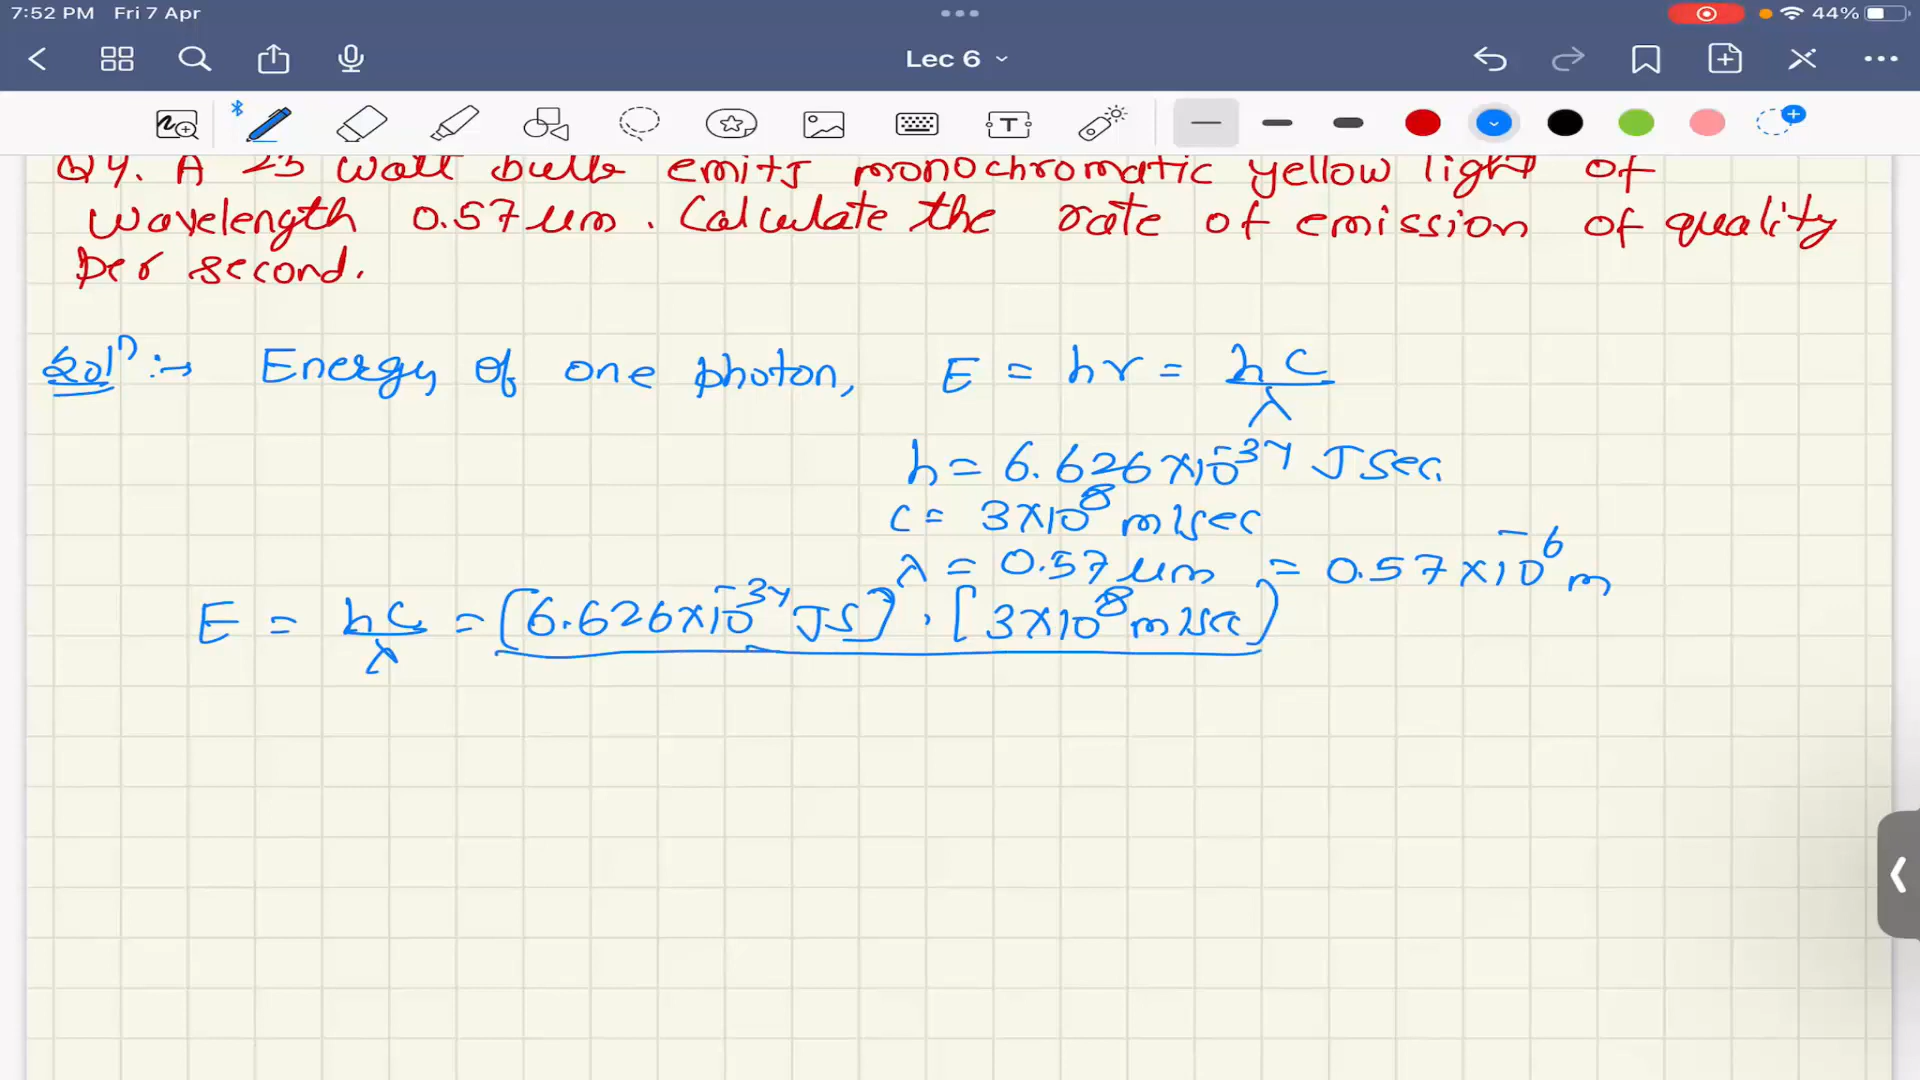 7:52 PM Fri 7 Apr 44%
Lec 6
Q4. A 25 Watt bulb emits monochromatic yellow light of
wavelength 0.57 μm. Calculate the rate of emission of quality
per second.
Solⁿ :→ Energy of one photon, E = hν = hc/λ
h = 6.626×10⁻³⁴ J sec.
c = 3×10⁸ m/sec
λ = 0.57 μm = 0.57×10⁻⁶ m
E = hc/λ = [6.626×10⁻³⁴ JS] . [3×10⁸ m/sec]